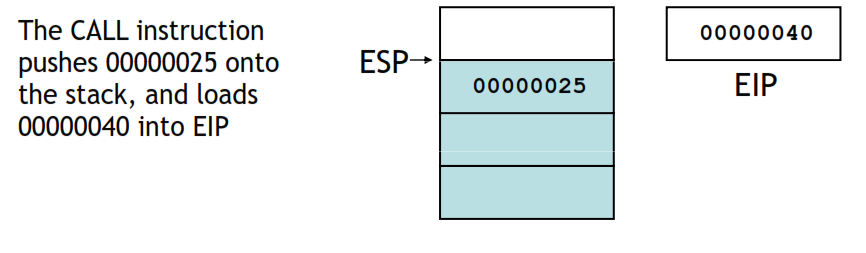 The CALL instruction
pushes 00000025 onto
the stack, and loads
00000040 into EIP
ESP
00000025
00000040
EIP